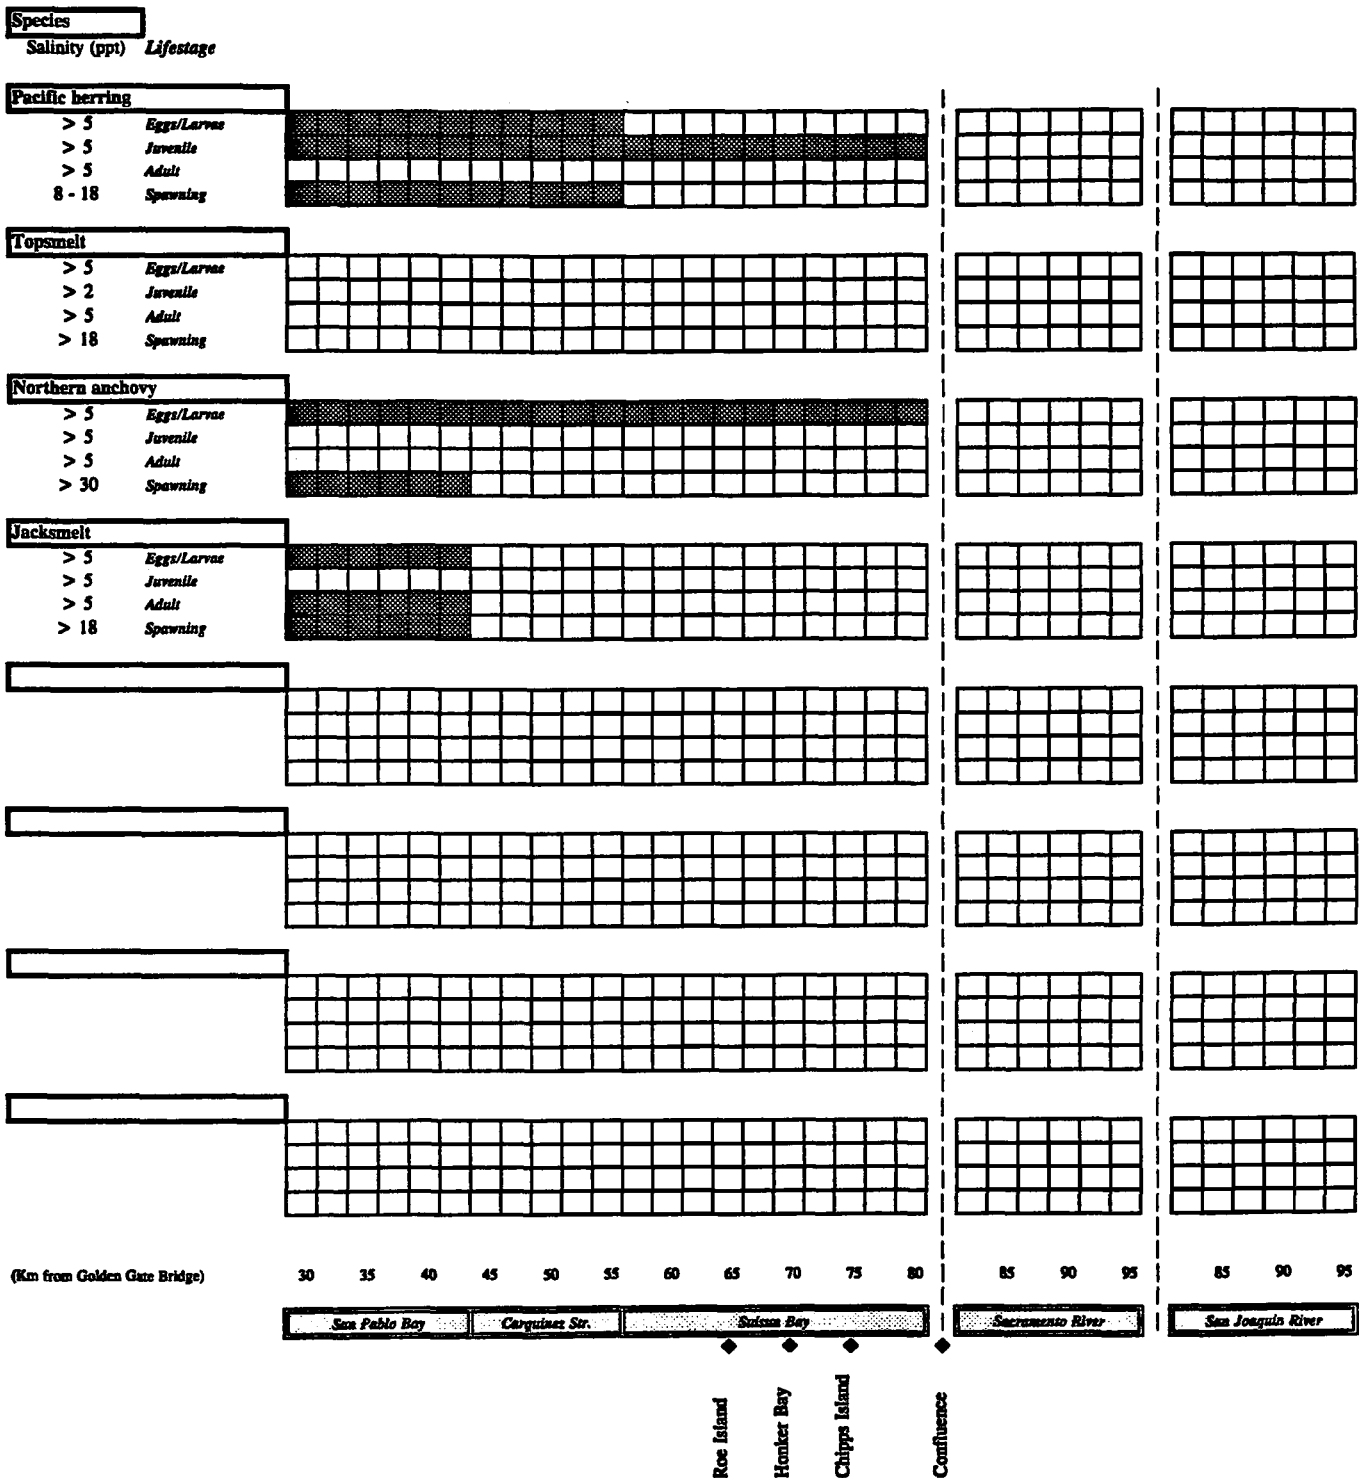 Species
Salinity (ppt) Lifestage
Pacific herring
> 5 Eggs/Larvae
> 5 Juvenile
> 5 Adult
8 - 18 Spawning
Topsmelt
> 5 Eggs/Larvae
> 2 Juvenile
> 5 Adult
> 18 Spawning
Northern anchovy
> 5 Eggs/Larvae
> 5 Juvenile
> 5 Adult
> 30 Spawning
Jacksmelt
> 5 Eggs/Larvae
> 5 Juvenile
> 5 Adult
> 18 Spawning
(Km from Golden Gate Bridge) 30 35 40 45 50 55 60 65 70 75 80 85 90 95 85 90 95
San Pablo Bay Carquinez Str. Suisun Bay Sacramento River San Joaquin River
Roe Island
Honker Bay
Chipps Island
Confluence